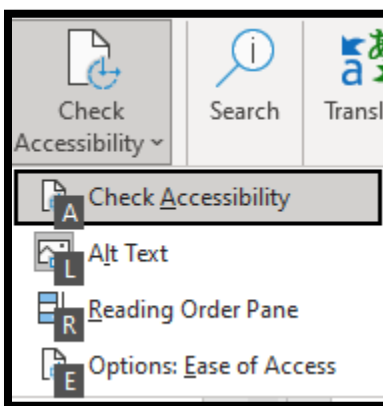 Check
Accessibility
Search
Transl
A Check Accessibility
L Alt Text
R Reading Order Pane
E Options: Ease of Access